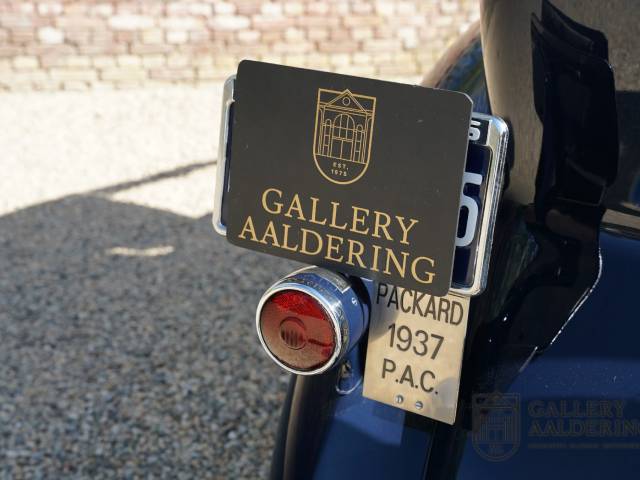 EST.
1975
GALLERY
AALDERING
PACKARD
1937
P.A.C.
GALLERY
AALDERING